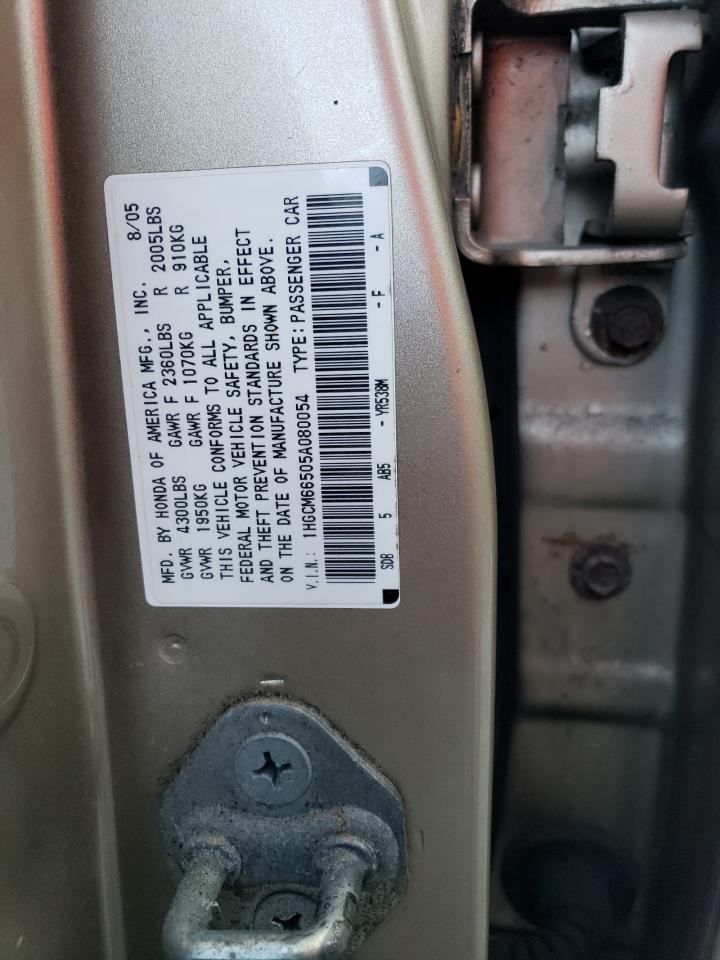 MFD. BY HONDA OF AMERICA MFG., INC. 8/05
GVWR 4300LBS GAWR F 2360LBS R 2005LBS
GVWR 1950KG GAWR F 1070KG R 910KG
THIS VEHICLE CONFORMS TO ALL APPLICABLE
FEDERAL MOTOR VEHICLE SAFETY, BUMPER,
AND THEFT PREVENTION STANDARDS IN EFFECT
ON THE DATE OF MANUFACTURE SHOWN ABOVE.
V.I.N.: 1HGCM66505A080054 TYPE: PASSENGER CAR
SDB 5 AB5 - YR538M - F - A